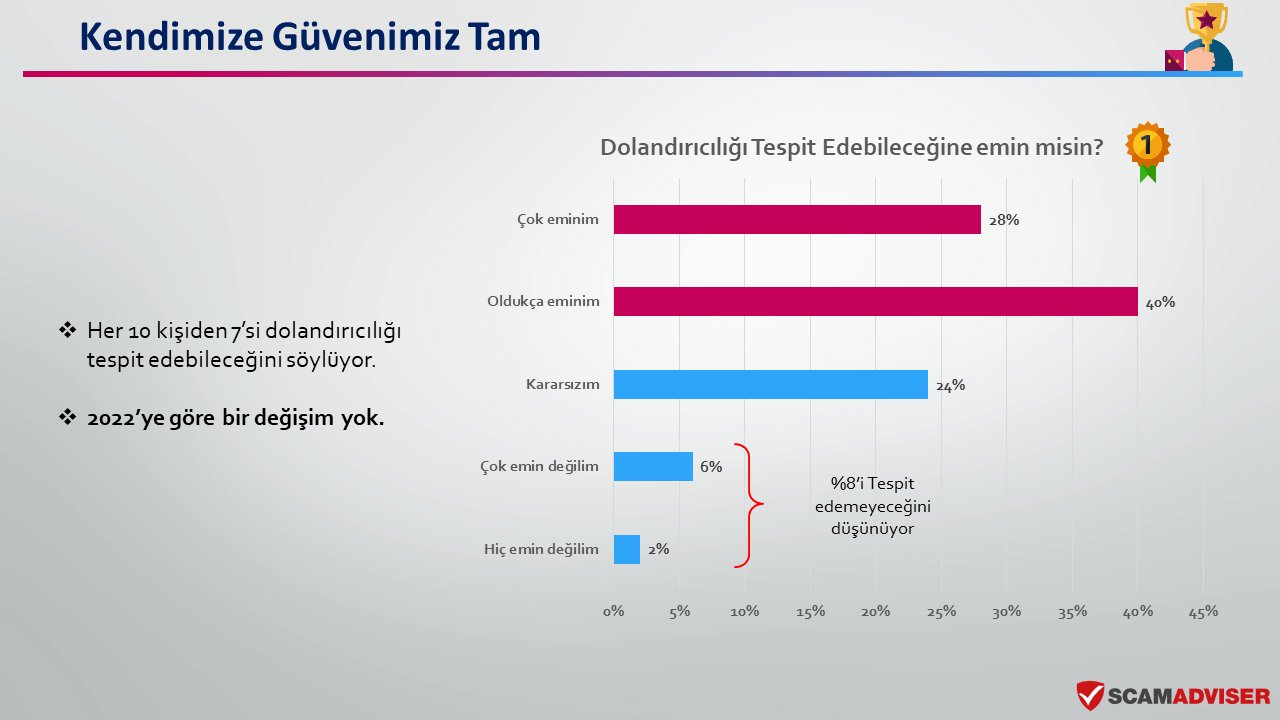 Kendimize Güvenimiz Tam
Dolandırıcılığı Tespit Edebileceğine emin misin?
1
Çok eminim
28%
Oldukça eminim
40%
❖ Her 10 kişiden 7’si dolandırıcılığı
tespit edebileceğini söylüyor.
Kararsızım
24%
❖ 2022’ye göre bir değişim yok.
Çok emin değilim
6%
%8’i Tespit
edemeyeceğini
düşünüyor
Hiç emin değilim
2%
0% 5% 10% 15% 20% 25% 30% 35% 40% 45%
SCAMADVISER